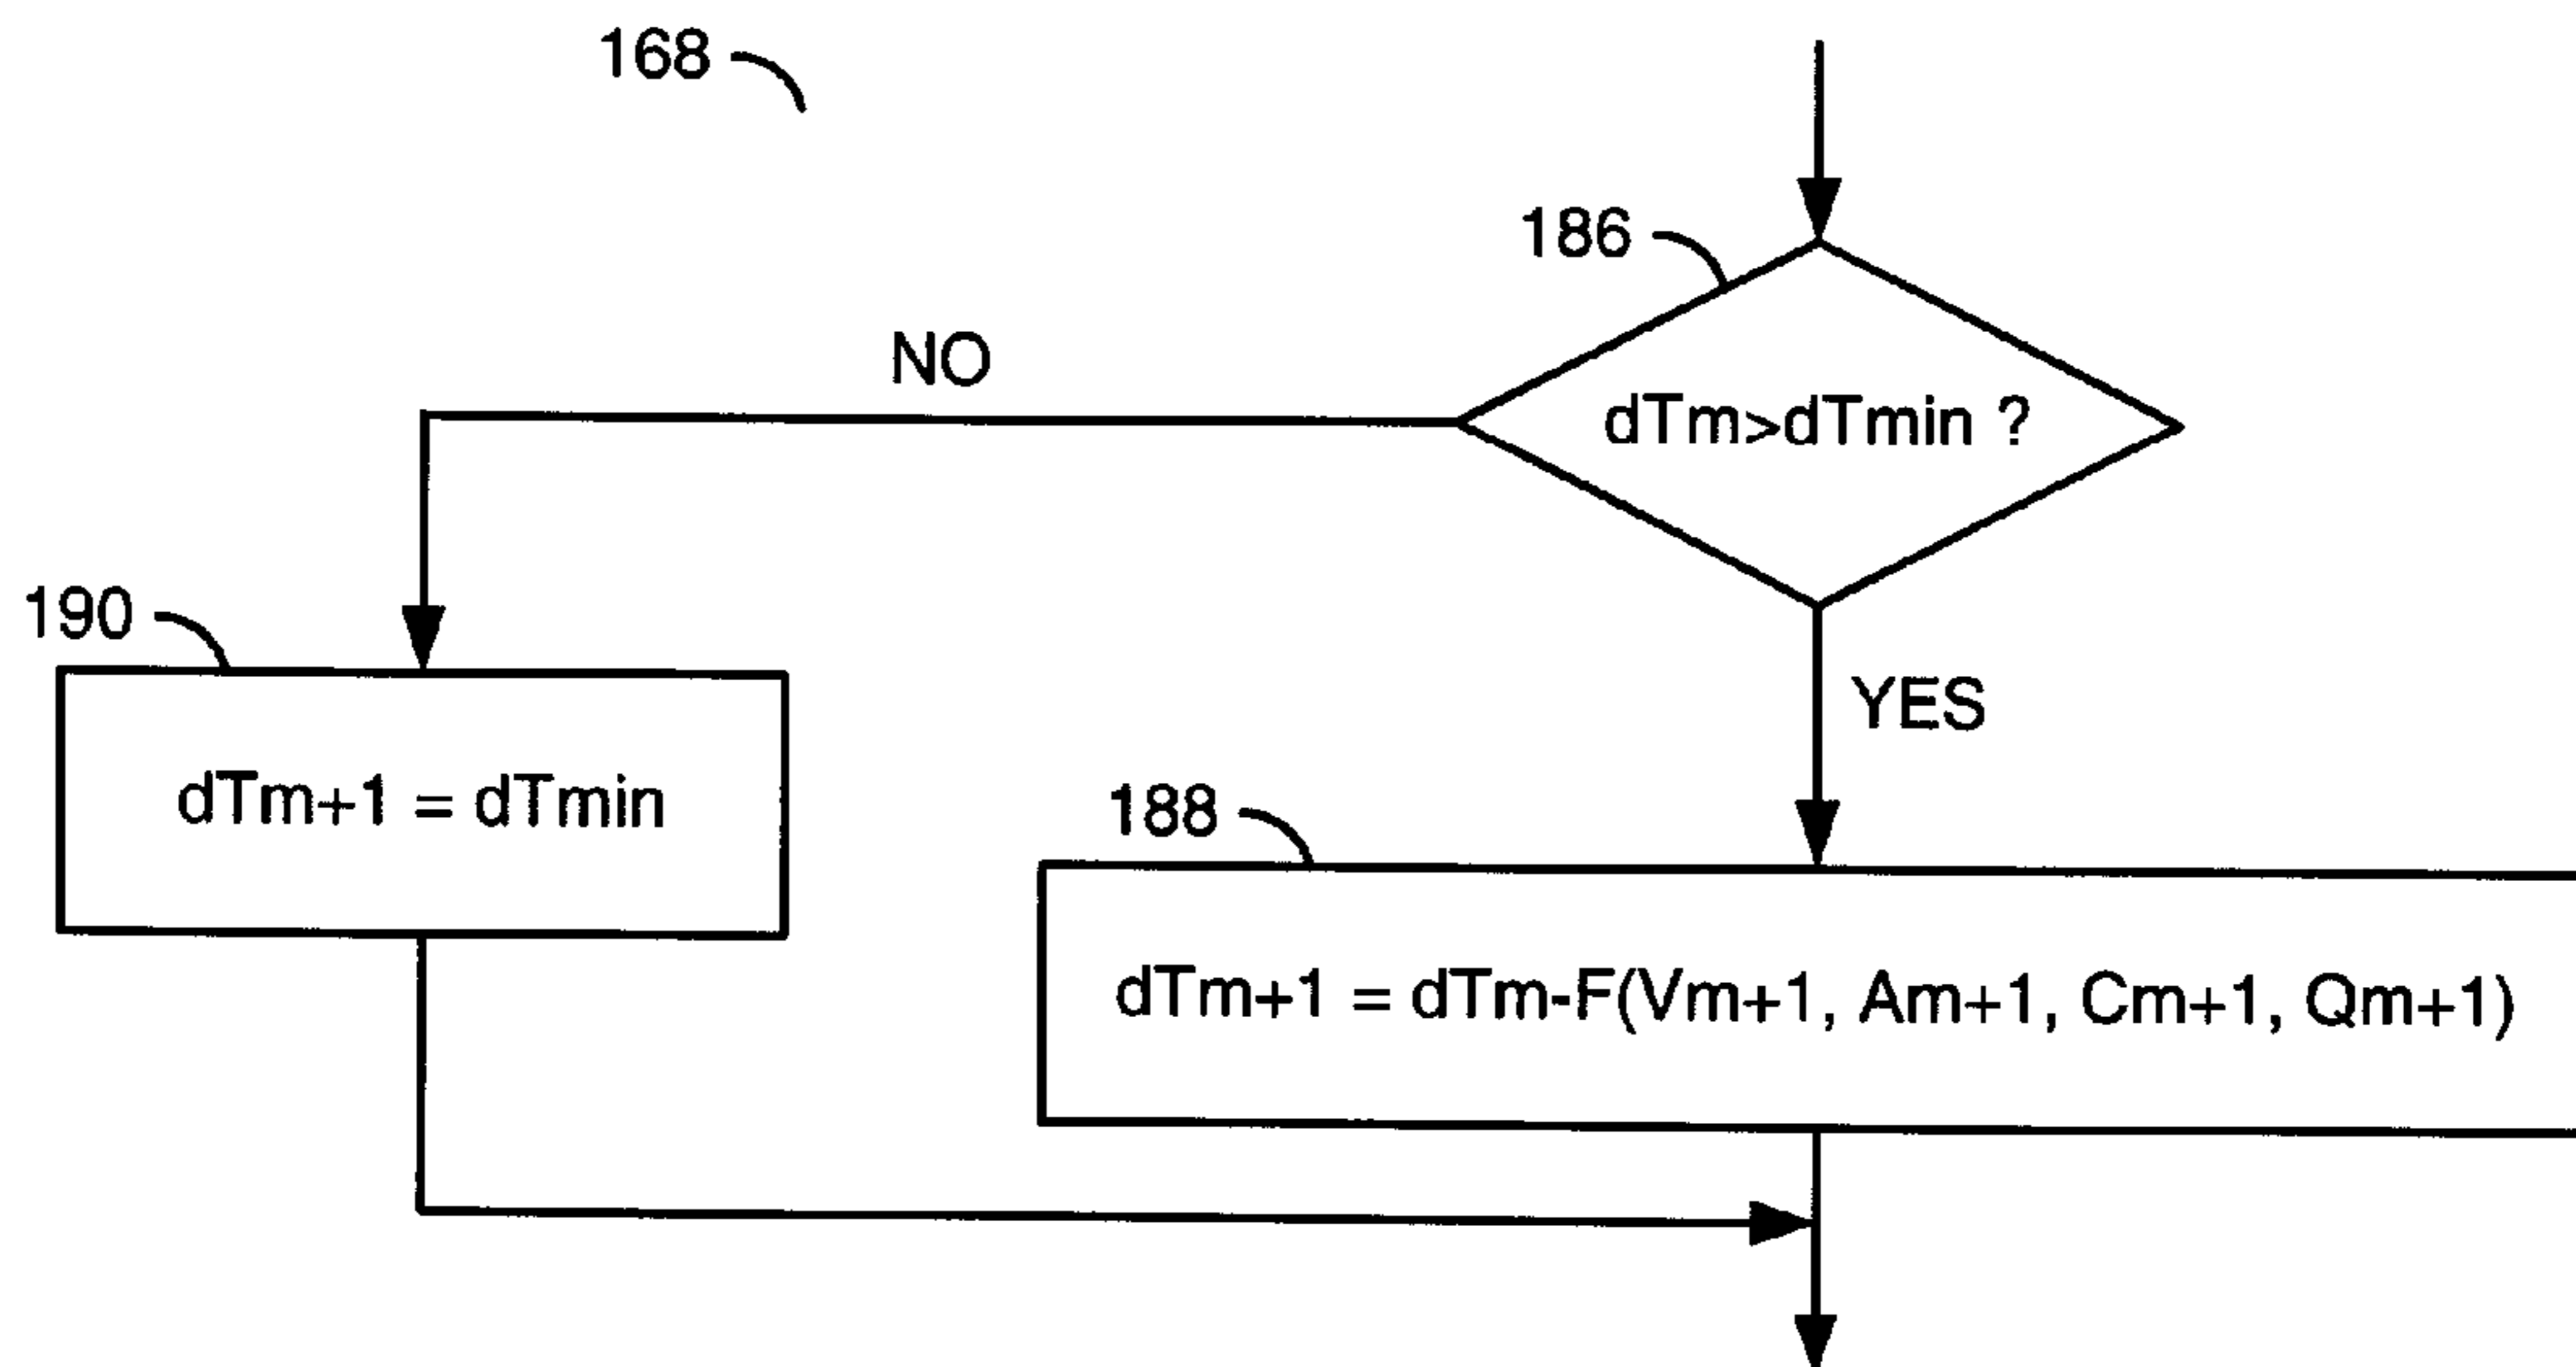 168
186
NO
dTm>dTmin ?
190
YES
dTm+1 = dTmin
188
dTm+1 = dTm-F(Vm+1, Am+1, Cm+1, Qm+1)